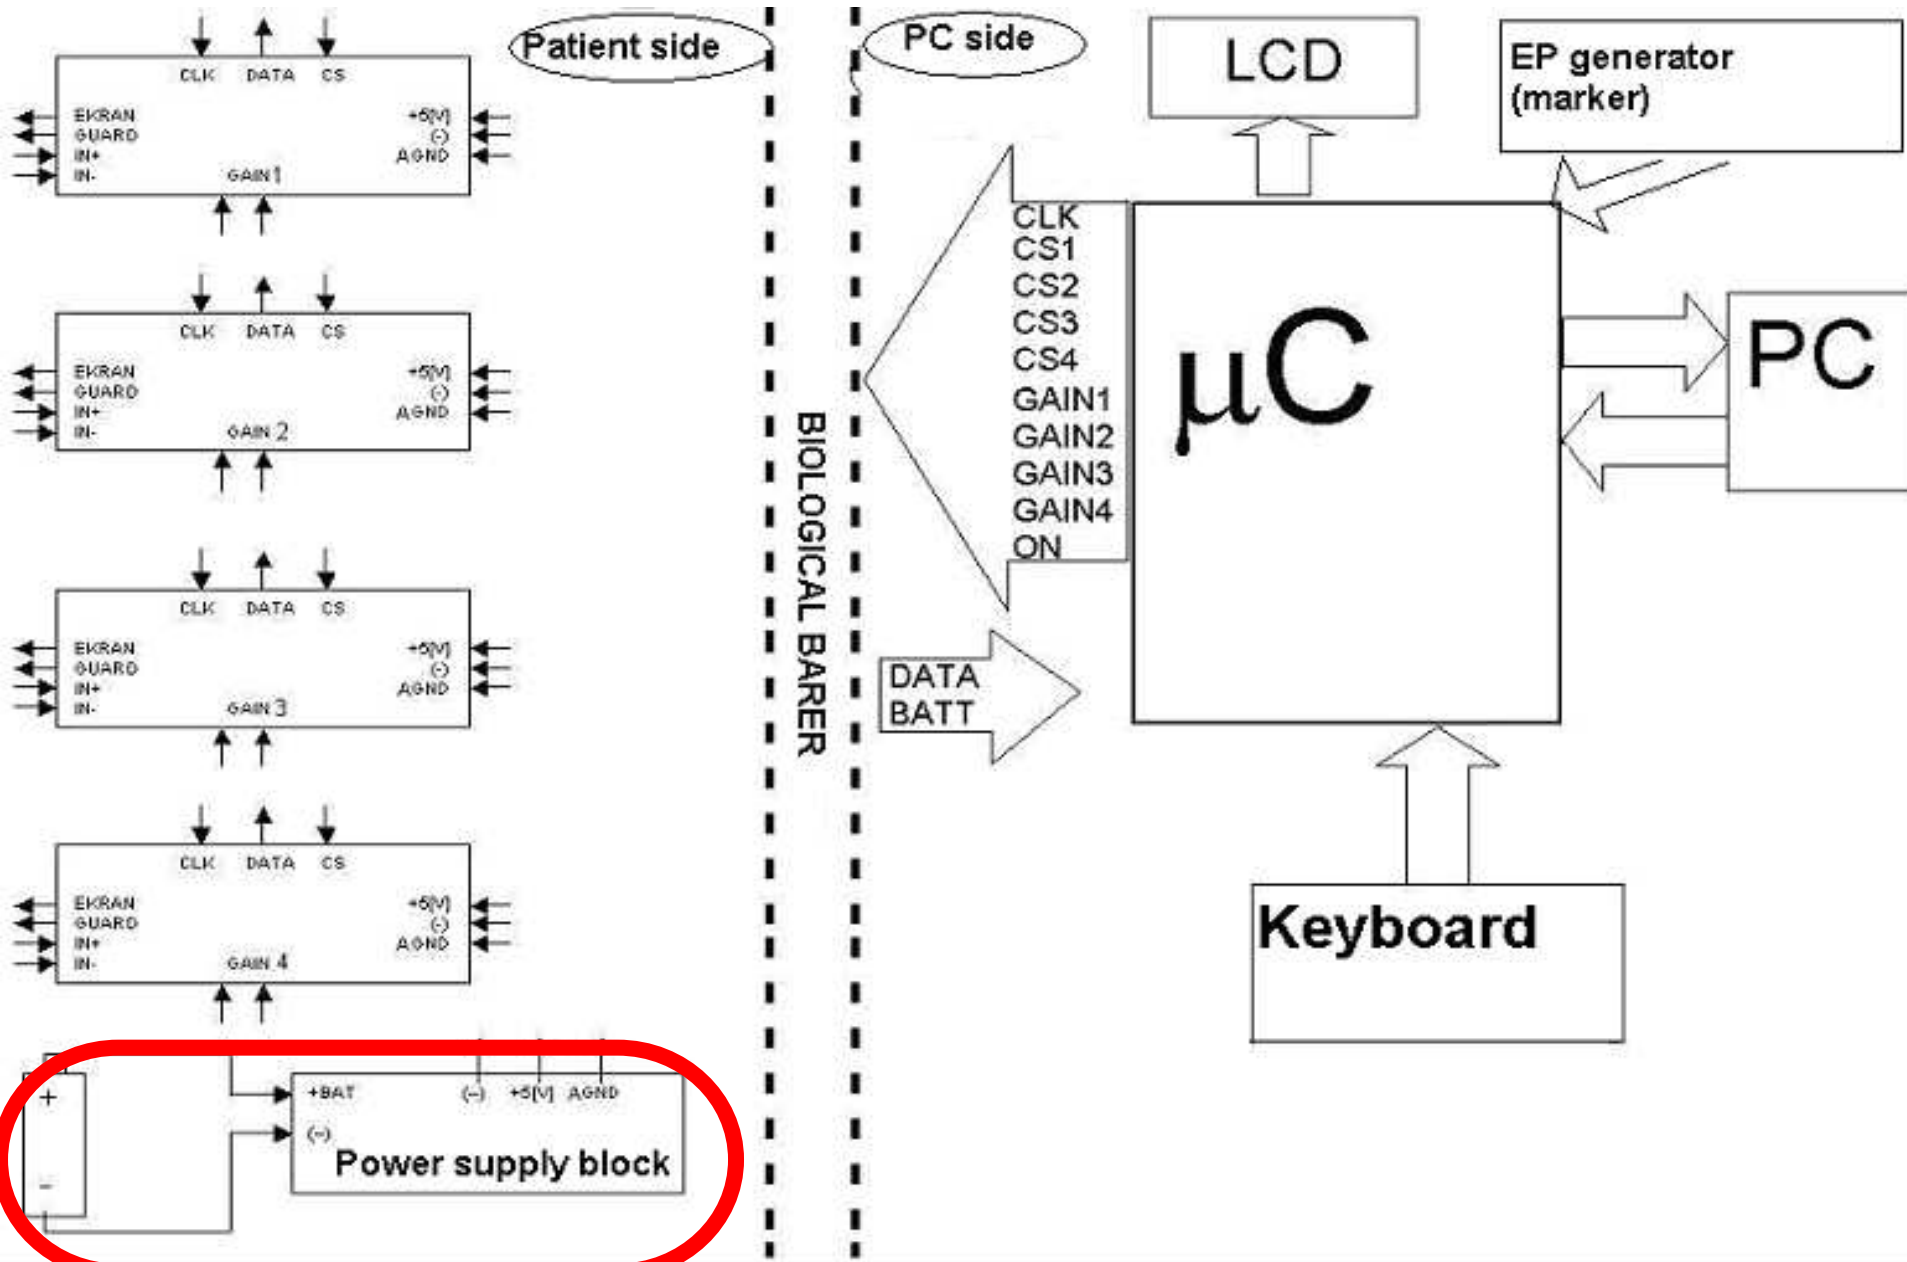 Patient side
PC side
LCD
EP generator
(marker)
CLK DATA CS
EKRAN +5[V]
GUARD (-)
IN+ AGND
IN- GAIN1
CLK DATA CS
EKRAN +5[V]
GUARD (-)
IN+ AGND
IN- GAIN 2
CLK DATA CS
EKRAN +5[V]
GUARD (-)
IN+ AGND
IN- GAIN 3
CLK DATA CS
EKRAN +5[V]
GUARD (-)
IN+ AGND
IN- GAIN 4
+
-
+BAT (-) +5[V] AGND
(-)
Power supply block
BIOLOGICAL BARER
CLK
CS1
CS2
CS3
CS4
GAIN1
GAIN2
GAIN3
GAIN4
ON
DATA
BATT
µC
PC
Keyboard